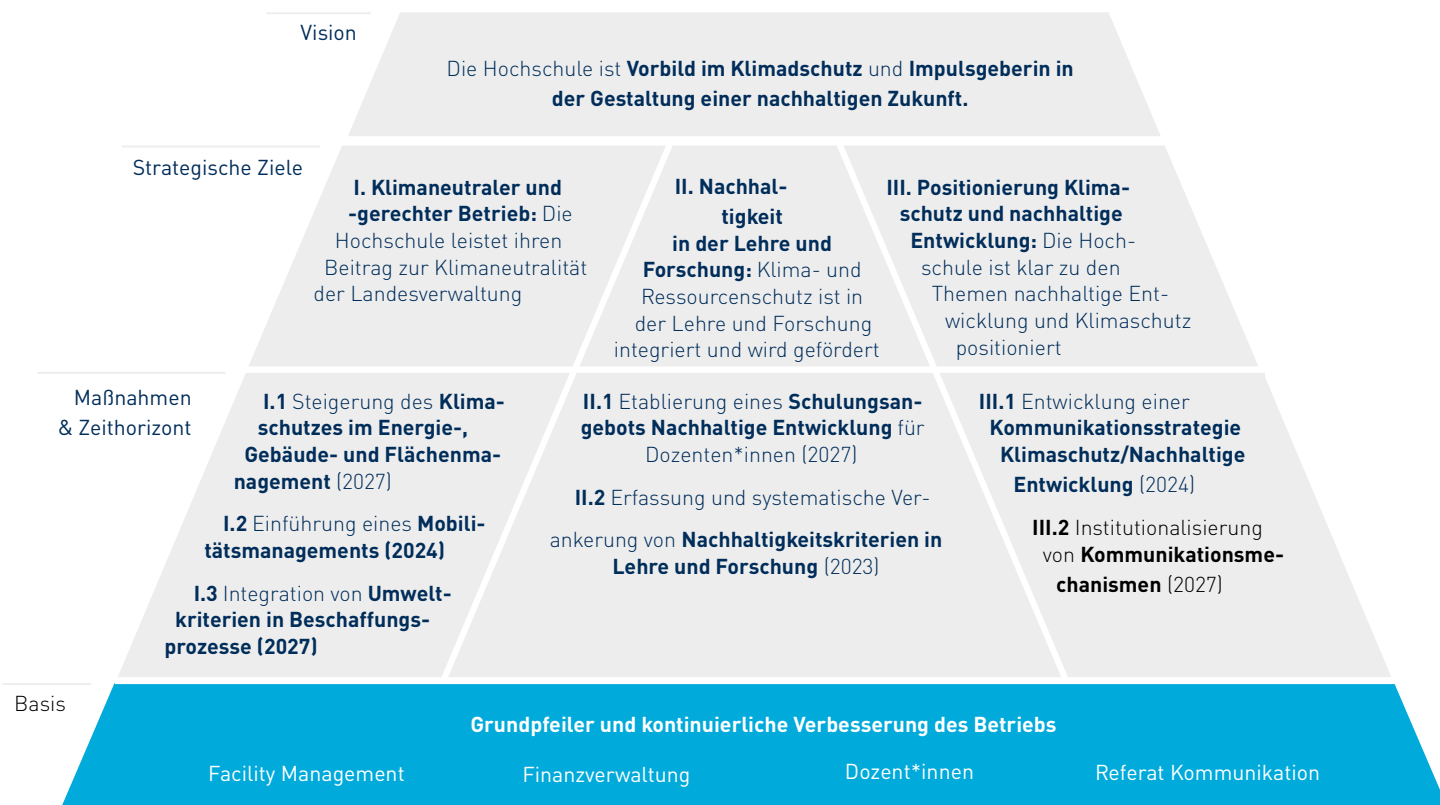 Vision
Die Hochschule ist Vorbild im Klimadschutz und Impulsgeberin in
der Gestaltung einer nachhaltigen Zukunft.
Strategische Ziele
I. Klimaneutraler und
-gerechter Betrieb: Die
Hochschule leistet ihren
Beitrag zur Klimaneutralität
der Landesverwaltung
II. Nachhal-
tigkeit
in der Lehre und
Forschung: Klima- und
Ressourcenschutz ist in
der Lehre und Forschung
integriert und wird gefördert
III. Positionierung Klima-
schutz und nachhaltige
Entwicklung: Die Hoch-
schule ist klar zu den
Themen nachhaltige Ent-
wicklung und Klimaschutz
positioniert
Maßnahmen
& Zeithorizont
I.1 Steigerung des Klima-
schutzes im Energie-,
Gebäude- und Flächenma-
nagement (2027)
I.2 Einführung eines Mobili-
tätsmanagements (2024)
I.3 Integration von Umwelt-
kriterien in Beschaffungs-
prozesse (2027)
II.1 Etablierung eines Schulungsan-
gebots Nachhaltige Entwicklung für
Dozenten*innen (2027)
II.2 Erfassung und systematische Ver-
ankerung von Nachhaltigkeitskriterien in
Lehre und Forschung (2023)
III.1 Entwicklung einer
Kommunikationsstrategie
Klimaschutz/Nachhaltige
Entwicklung (2024)
III.2 Institutionalisierung
von Kommunikationsme-
chanismen (2027)
Basis
Grundpfeiler und kontinuierliche Verbesserung des Betriebs
Facility Management
Finanzverwaltung
Dozent*innen
Referat Kommunikation